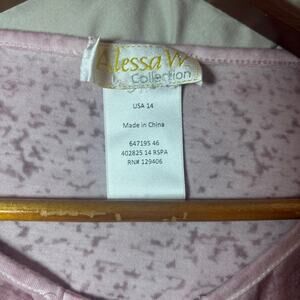 Alessa W
Collection
USA 14
Made in China
647195 46
402825 14 RSPA
RN# 129406